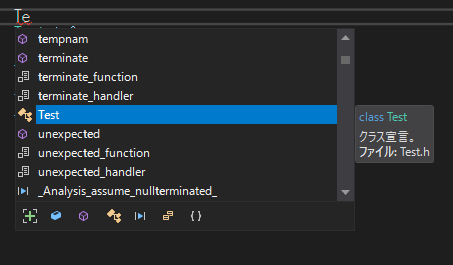 Te
tempnam
terminate
terminate_function
terminate_handler
Test
unexpected
unexpected_function
unexpected_handler
_Analysis_assume_nullterminated_
class Test
クラス宣言。
ファイル: Test.h